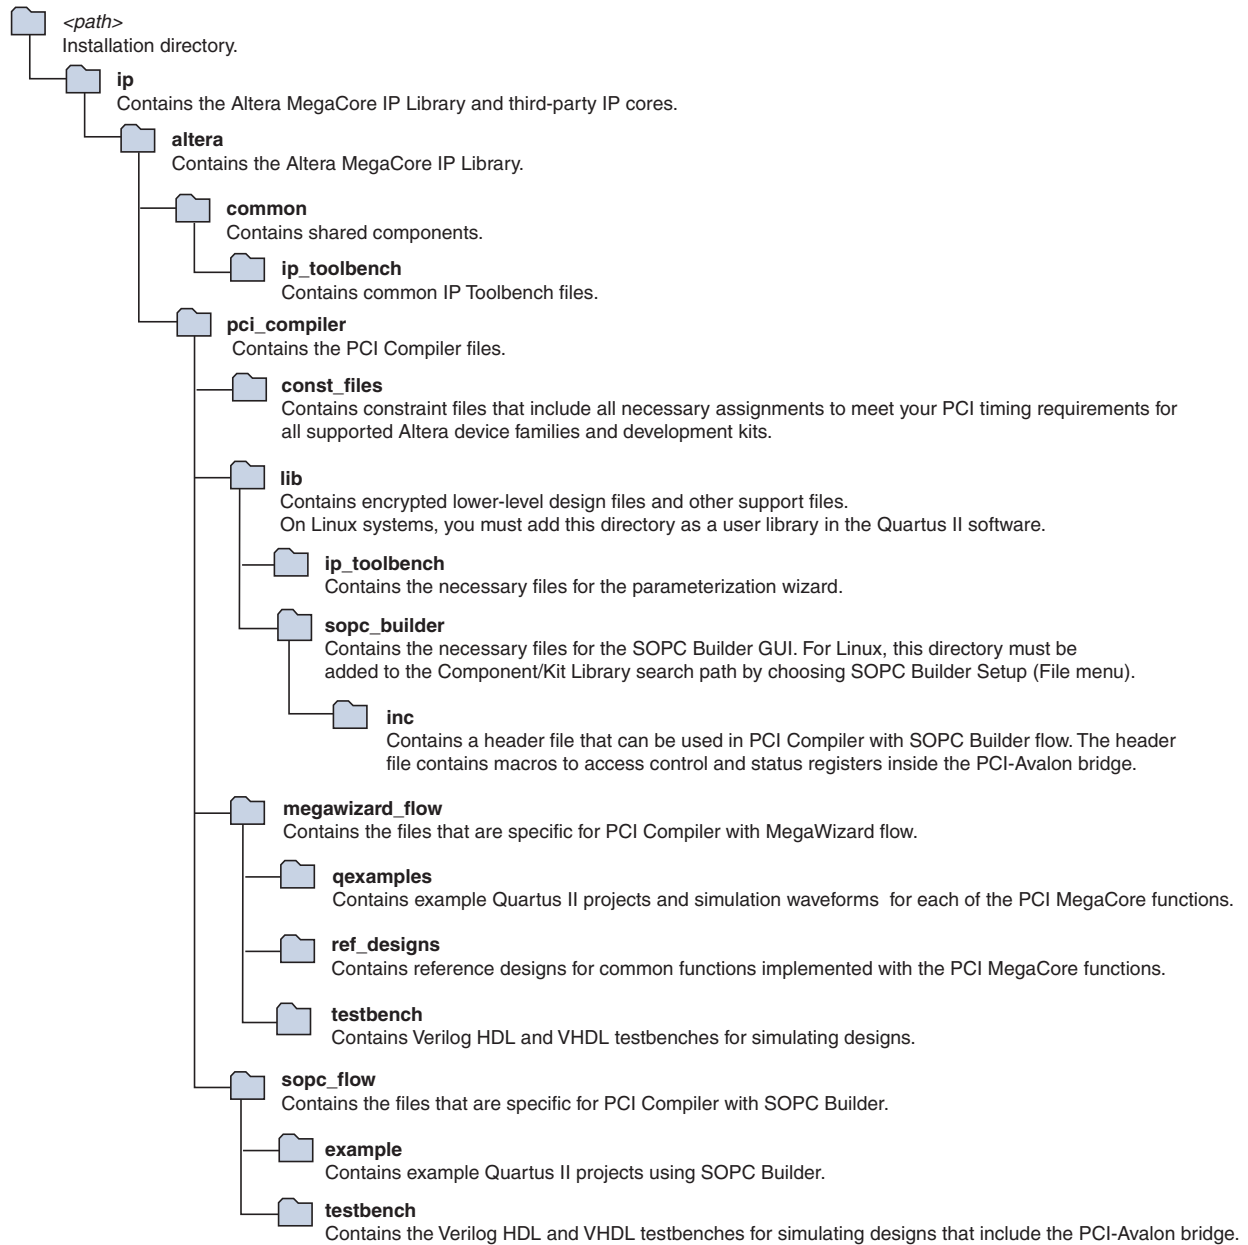 <path>
Installation directory.
ip
Contains the Altera MegaCore IP Library and third-party IP cores.
altera
Contains the Altera MegaCore IP Library.
common
Contains shared components.
ip_toolbench
Contains common IP Toolbench files.
pci_compiler
Contains the PCI Compiler files.
const_files
Contains constraint files that include all necessary assignments to meet your PCI timing requirements for
all supported Altera device families and development kits.
lib
Contains encrypted lower-level design files and other support files.
On Linux systems, you must add this directory as a user library in the Quartus II software.
ip_toolbench
Contains the necessary files for the parameterization wizard.
sopc_builder
Contains the necessary files for the SOPC Builder GUI. For Linux, this directory must be
added to the Component/Kit Library search path by choosing SOPC Builder Setup (File menu).
inc
Contains a header file that can be used in PCI Compiler with SOPC Builder flow. The header
file contains macros to access control and status registers inside the PCI-Avalon bridge.
megawizard_flow
Contains the files that are specific for PCI Compiler with MegaWizard flow.
qexamples
Contains example Quartus II projects and simulation waveforms for each of the PCI MegaCore functions.
ref_designs
Contains reference designs for common functions implemented with the PCI MegaCore functions.
testbench
Contains Verilog HDL and VHDL testbenches for simulating designs.
sopc_flow
Contains the files that are specific for PCI Compiler with SOPC Builder.
example
Contains example Quartus II projects using SOPC Builder.
testbench
Contains the Verilog HDL and VHDL testbenches for simulating designs that include the PCI-Avalon bridge.